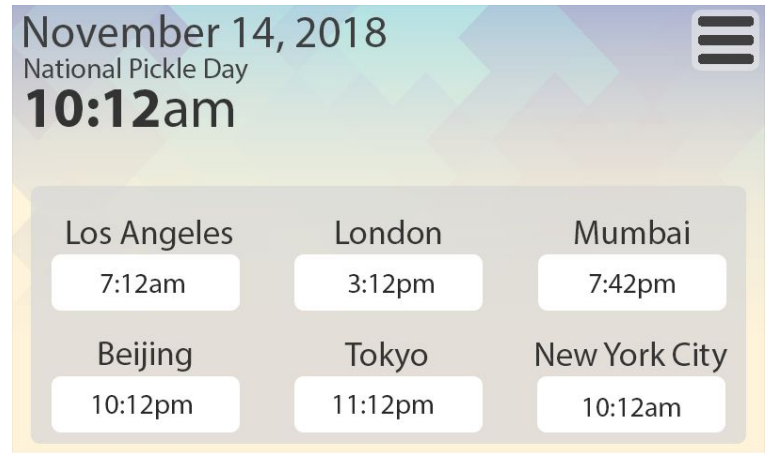 November 14, 2018
National Pickle Day
10:12am
Los Angeles London Mumbai
7:12am 3:12pm 7:42pm
Beijing Tokyo New York City
10:12pm 11:12pm 10:12am